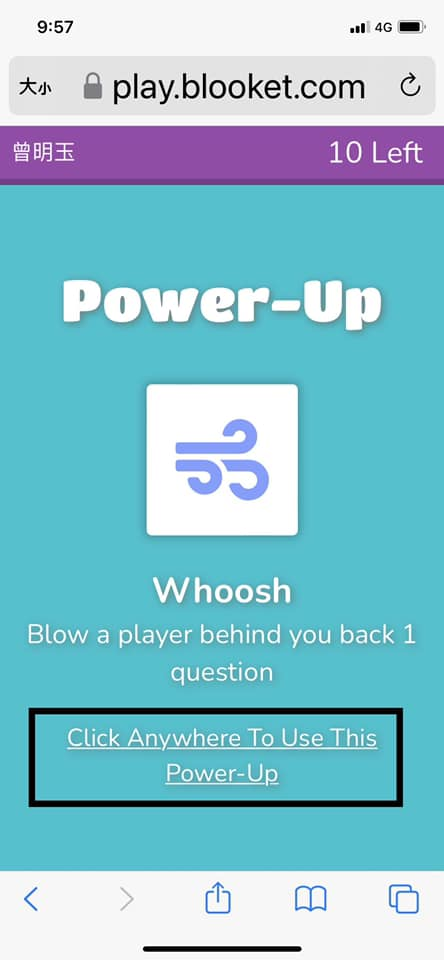 9:57
4G
大小 play.blooket.com
曾明玉 10 Left
Power-Up
Whoosh
Blow a player behind you back 1
question
Click Anywhere To Use This
Power-Up